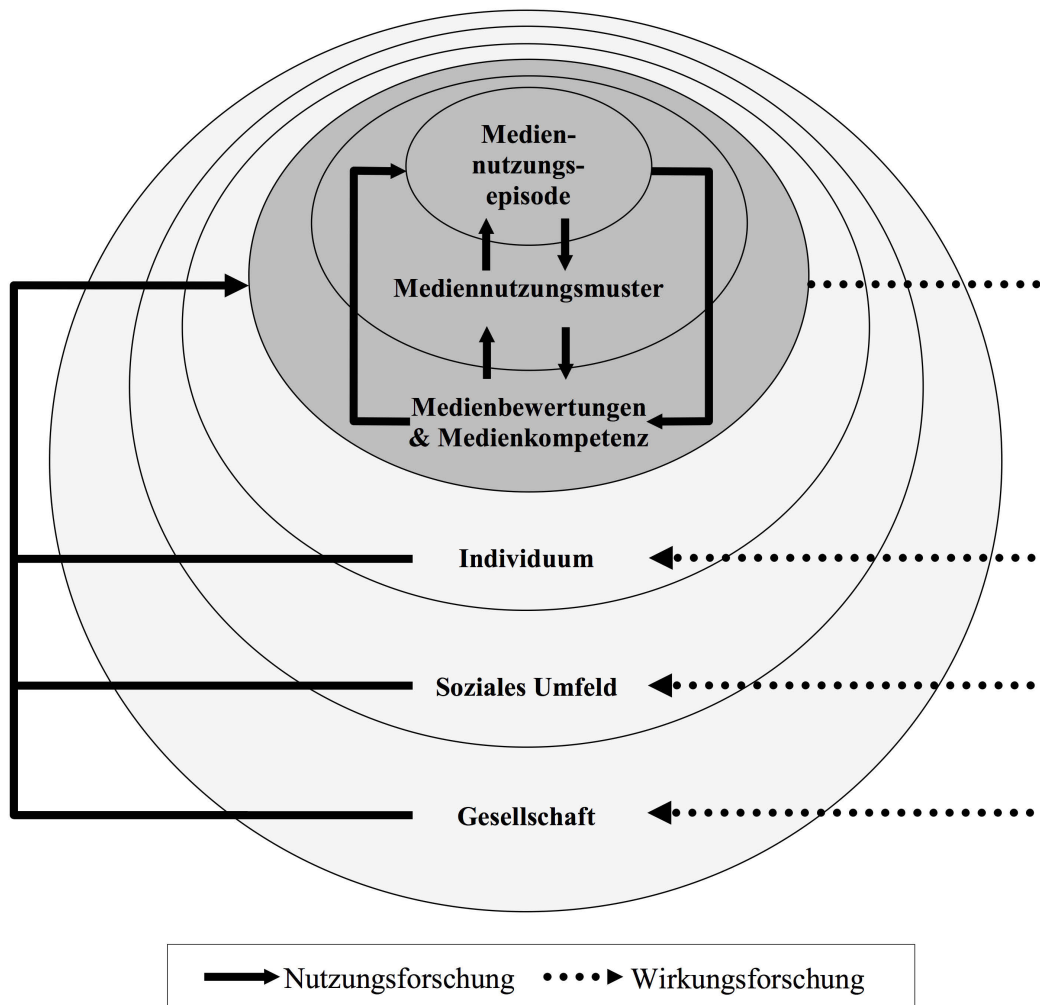 Medien-
nutzungs-
episode
Mediennutzungsmuster
Medienbewertungen
& Medienkompetenz
Individuum
Soziales Umfeld
Gesellschaft
Nutzungsforschung
Wirkungsforschung